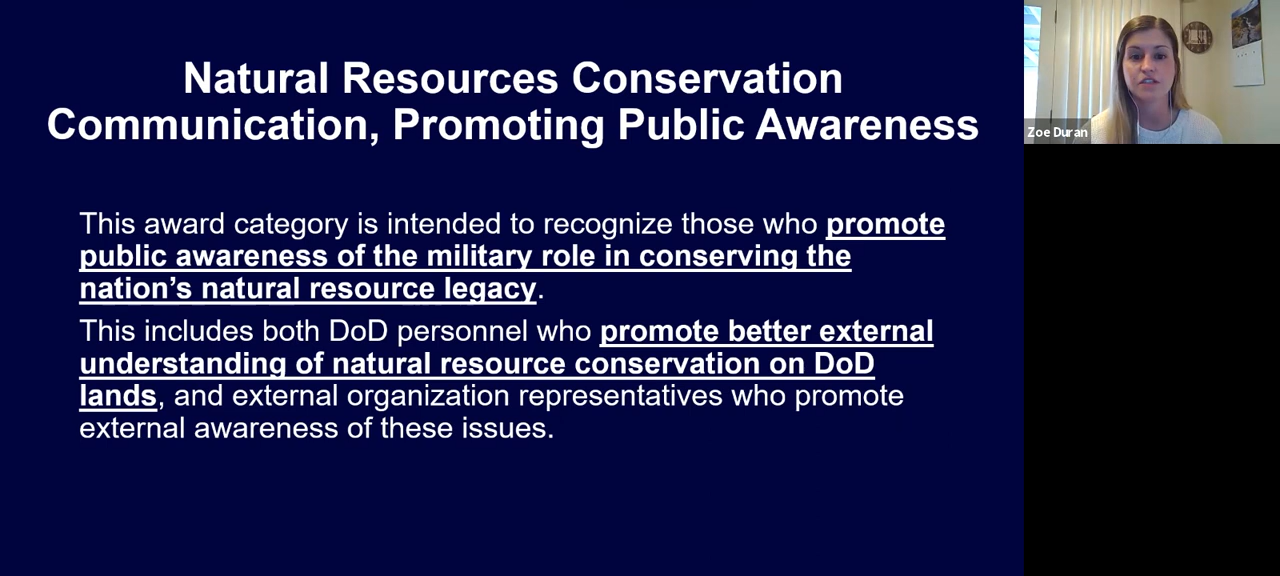 Natural Resources Conservation
Communication, Promoting Public Awareness
This award category is intended to recognize those who promote
public awareness of the military role in conserving the
nation’s natural resource legacy.
This includes both DoD personnel who promote better external
understanding of natural resource conservation on DoD
lands, and external organization representatives who promote
external awareness of these issues.
Zoe Duran